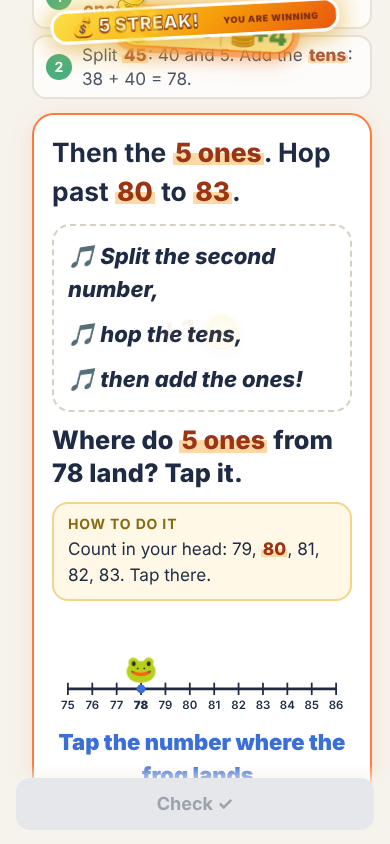 5 STREAK!
YOU ARE WINNING
+4
2
Split 45: 40 and 5. Add the tens:
38 + 40 = 78.
Then the 5 ones. Hop
past 80 to 83.
🎵 Split the second
number,
🎵 hop the tens,
🎵 then add the ones!
Where do 5 ones from
78 land? Tap it.
HOW TO DO IT
Count in your head: 79, 80, 81,
82, 83. Tap there.
75 76 77 78 79 80 81 82 83 84 85 86
Tap the number where the
frog lands
Check ✓